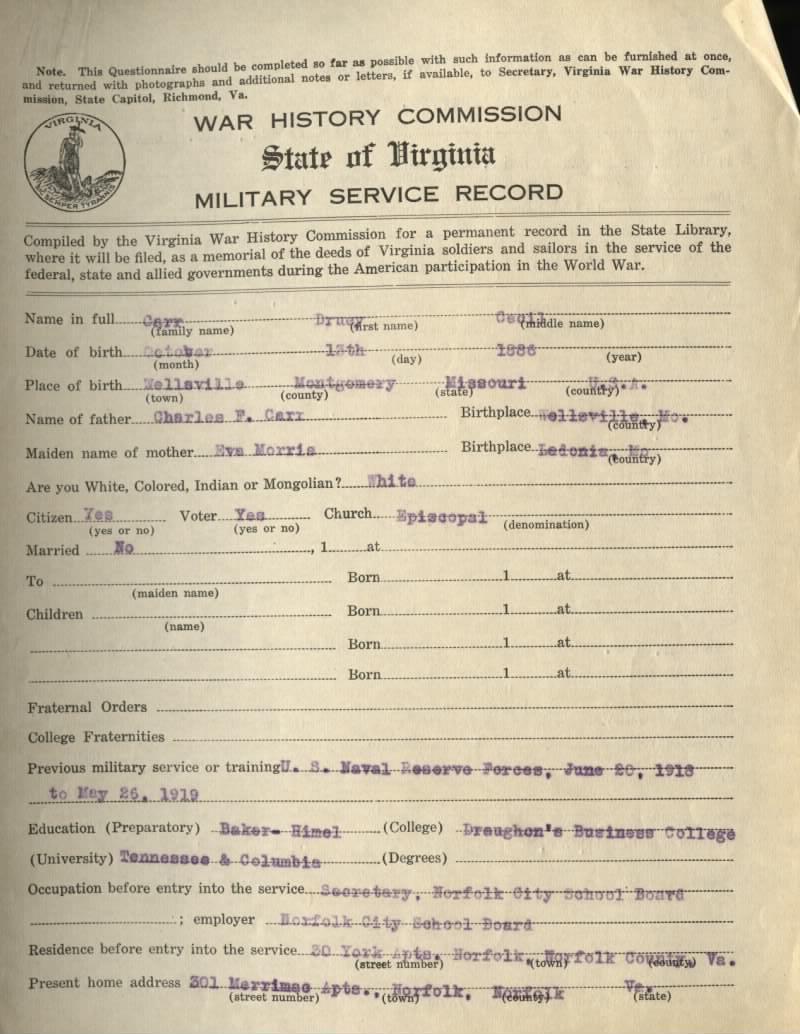 Note. This Questionnaire should be completed so far as possible with such information as can be furnished at once,
and returned with photographs and additional notes or letters, if available, to Secretary, Virginia War History Com-
mission, State Capitol, Richmond, Va.
VIRGINIA
SIC SEMPER TYRANNIS
WAR HISTORY COMMISSION
State of Virginia
MILITARY SERVICE RECORD
Compiled by the Virginia War History Commission for a permanent record in the State Library,
where it will be filed, as a memorial of the deeds of Virginia soldiers and sailors in the service of the
federal, state and allied governments during the American participation in the World War.
Name in full Carr Drucy Cecil
(family name) (first name) (middle name)
Date of birth October 15th 1886
(month) (day) (year)
Place of birth Wellsville Montgomery Missouri U.S.A.
(town) (county) (state) (country)
Name of father Charles F. Carr Birthplace Wellsville, Mo.
(country)
Maiden name of mother Eva Morris Birthplace Ledonia, Mo
(country)
Are you White, Colored, Indian or Mongolian? White
Citizen Yes Voter Yes Church Episcopal
(yes or no) (yes or no) (denomination)
Married No , 1 at
To Born 1 at
(maiden name)
Children Born 1 at
(name)
Born 1 at
Born 1 at
Fraternal Orders
College Fraternities
Previous military service or training U. S. Naval Reserve Forces, June 26, 1918
to May 26, 1919
Education (Preparatory) Baker-Himel (College) Draughon's Business College
(University) Tennessee & Columbia (Degrees)
Occupation before entry into the service Secretary, Norfolk City School Board
; employer Norfolk City School Board
Residence before entry into the service 30 York Apts. Norfolk, Norfolk County, Va.
(street number) (town) (county)
Present home address 301 Merrimac Apts., Norfolk, Norfolk Va.
(street number) (town) (county) (state)